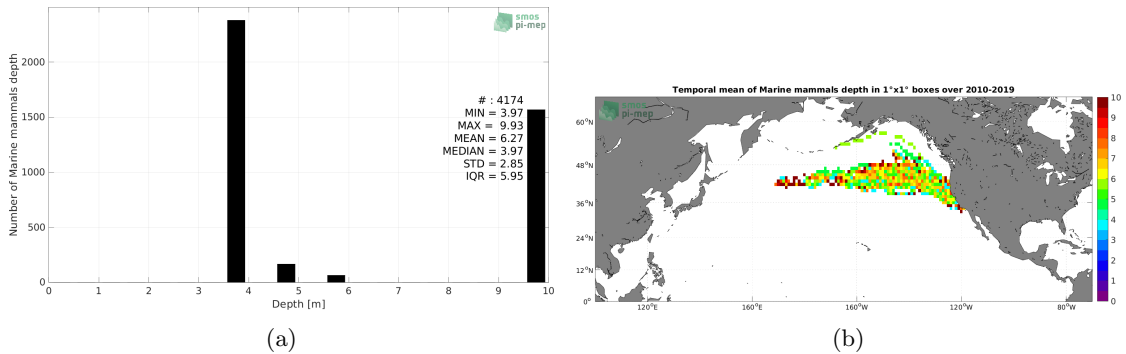 smos
pi-mep
Number of Marine mammals depth
2000
1500
1000
500
0
# : 4174
MIN = 3.97
MAX = 9.93
MEAN = 6.27
MEDIAN = 3.97
STD = 2.85
IQR = 5.95
0 1 2 3 4 5 6 7 8 9 10
Depth [m]
(a)
Temporal mean of Marine mammals depth in 1°x1° boxes over 2010-2019
smos
pi-mep
60°N
48°N
36°N
24°N
12°N
0°
120°E 160°E 160°W 120°W 80°W
10
9
8
7
6
5
4
3
2
1
0
(b)